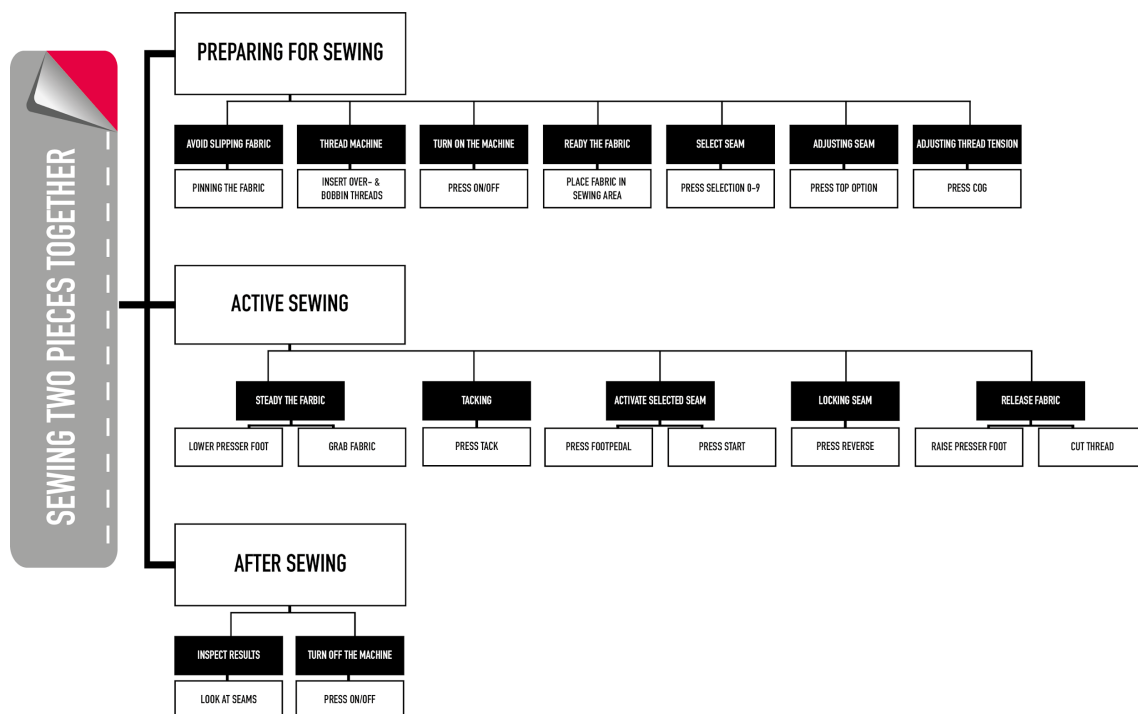 SEWING TWO PIECES TOGETHER
PREPARING FOR SEWING
AVOID SLIPPING FABRIC
THREAD MACHINE
TURN ON THE MACHINE
READY THE FABRIC
SELECT SEAM
ADJUSTING SEAM
ADJUSTING THREAD TENSION
PINNING THE FABRIC
INSERT OVER- &
BOBBIN THREADS
PRESS ON/OFF
PLACE FABRIC IN
SEWING AREA
PRESS SELECTION 0-9
PRESS TOP OPTION
PRESS COG
ACTIVE SEWING
STEADY THE FARBIC
TACKING
ACTIVATE SELECTED SEAM
LOCKING SEAM
RELEASE FABRIC
LOWER PRESSER FOOT
GRAB FABRIC
PRESS TACK
PRESS FOOTPEDAL
PRESS START
PRESS REVERSE
RAISE PRESSER FOOT
CUT THREAD
AFTER SEWING
INSPECT RESULTS
TURN OFF THE MACHINE
LOOK AT SEAMS
PRESS ON/OFF